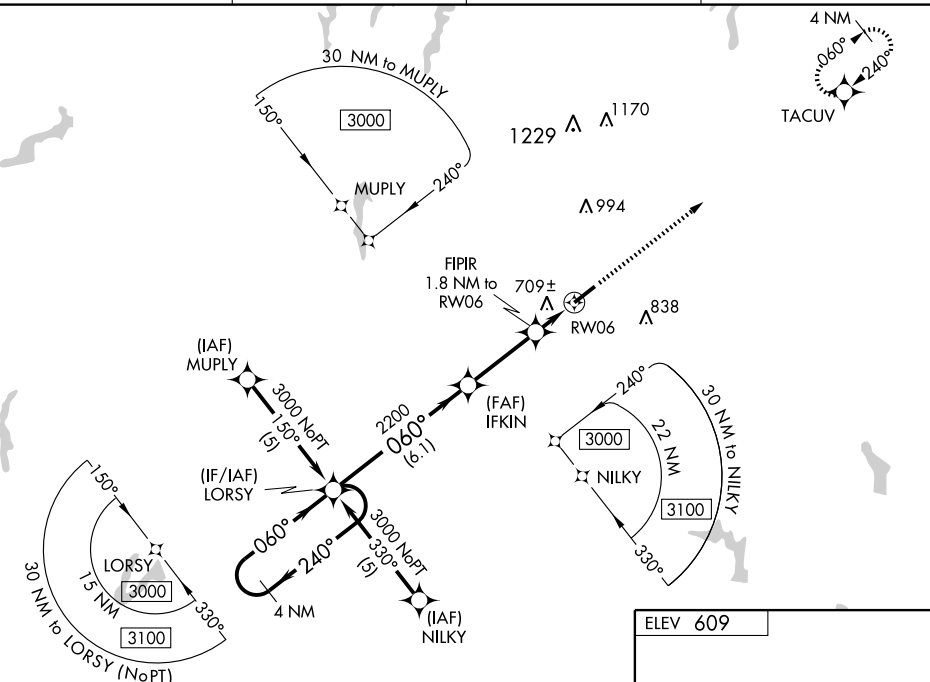 4 NM
060°
240°
TACUV
30 NM to MUPLY
150°
3000
240°
MUPLY
1229
1170
994
FIPIR
1.8 NM to
RW06
709±
RW06
838
(IAF)
MUPLY
3000 NoPT
150°
(5)
2200
060°
(6.1)
(FAF)
IFKIN
(IF/IAF)
LORSY
060°
240°
4 NM
3000 NoPT
330°
(5)
(IAF)
NILKY
240°
30 NM to NILKY
22 NM
3000
NILKY
3100
330°
150°
LORSY
3000
15 NM
330°
3100
30 NM to LORSY (NoPT)
ELEV 609